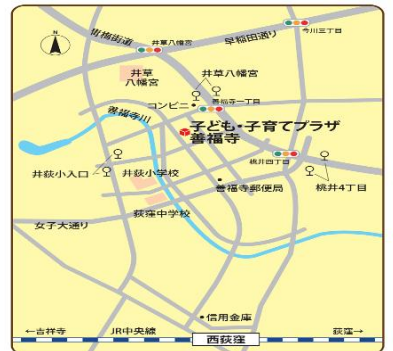 今川三丁目
青梅街道
早稲田通り
井草八幡宮
井草
八幡宮
井草八幡宮
コンビニ
善福寺一丁目
善福寺川
子ども・子育てプラザ
善福寺
桃井四丁目
井荻小入口
井荻小学校
善福寺郵便局
桃井4丁目
荻窪中学校
女子大通り
信用金庫
←吉祥寺
JR中央線
西荻窪
荻窪→